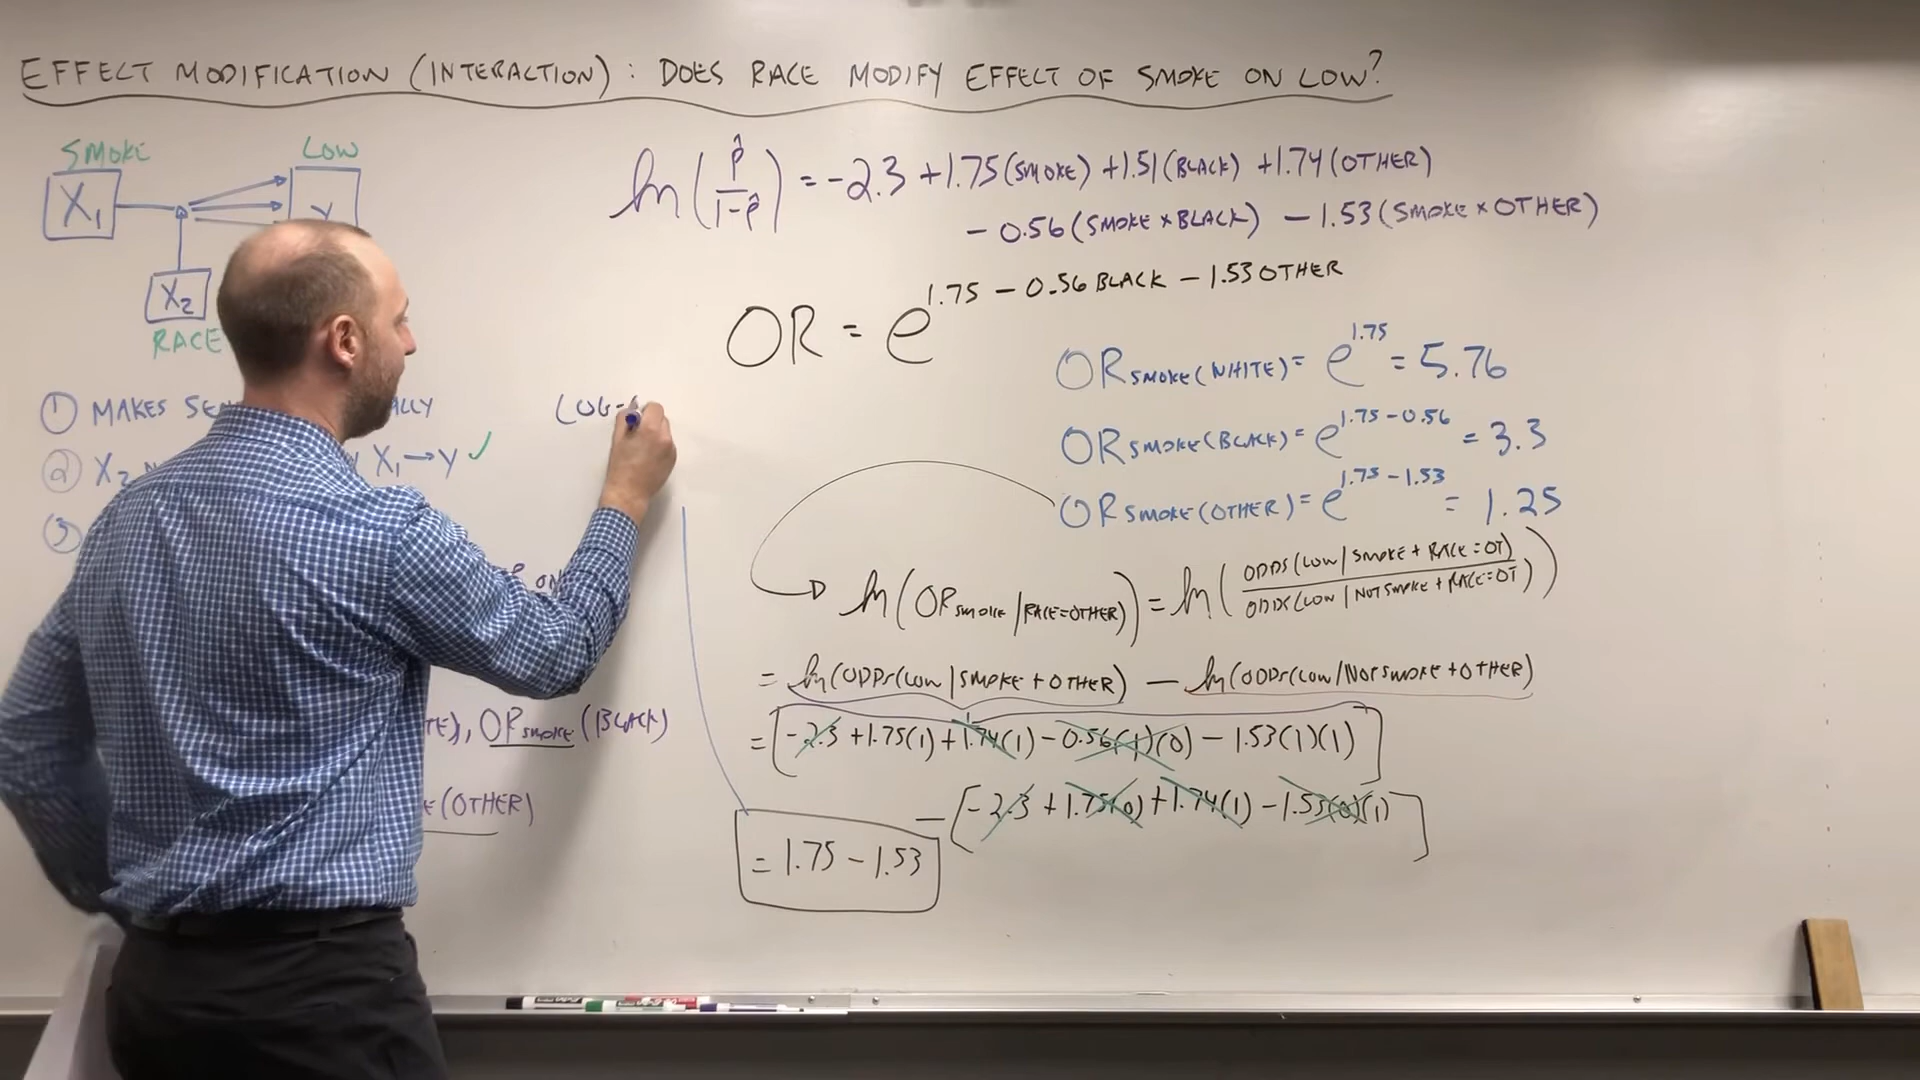 EFFECT MODIFICATION (INTERACTION) : DOES RACE MODIFY EFFECT OF SMOKE ON LOW?
SMOKE
LOW
X₁
Y
X₂
RACE
① MAKES
② X₂
X₁→Y ✓
③
(LOG-
ON
OR SMOKE (BLACK)
(OTHER)
ln(p̂/1-p̂) = -2.3 +1.75(SMOKE) +1.51(BLACK) +1.74(OTHER)
- 0.56(SMOKE×BLACK) - 1.53(SMOKE×OTHER)
OR = e^1.75 - 0.56 BLACK - 1.53 OTHER
OR SMOKE(WHITE) = e^1.75 = 5.76
OR SMOKE(BLACK) = e^1.75 - 0.56 = 3.3
OR SMOKE(OTHER) = e^1.75 - 1.53 = 1.25
ln(OR SMOKE | RACE=OTHER) = ln(ODDS(LOW | SMOKE + RACE=OT) / ODDS(LOW | NOT SMOKE + RACE=OT))
= ln(ODDS(LOW | SMOKE + OTHER) - ln(ODDS(LOW | NOT SMOKE + OTHER)
= [-2.3 +1.75(1) +1.74(1) -0.56(1)(0) - 1.53(1)(1)]
- [-2.3 +1.75(0) +1.74(1) -1.53(0)(1)]
= 1.75 - 1.53